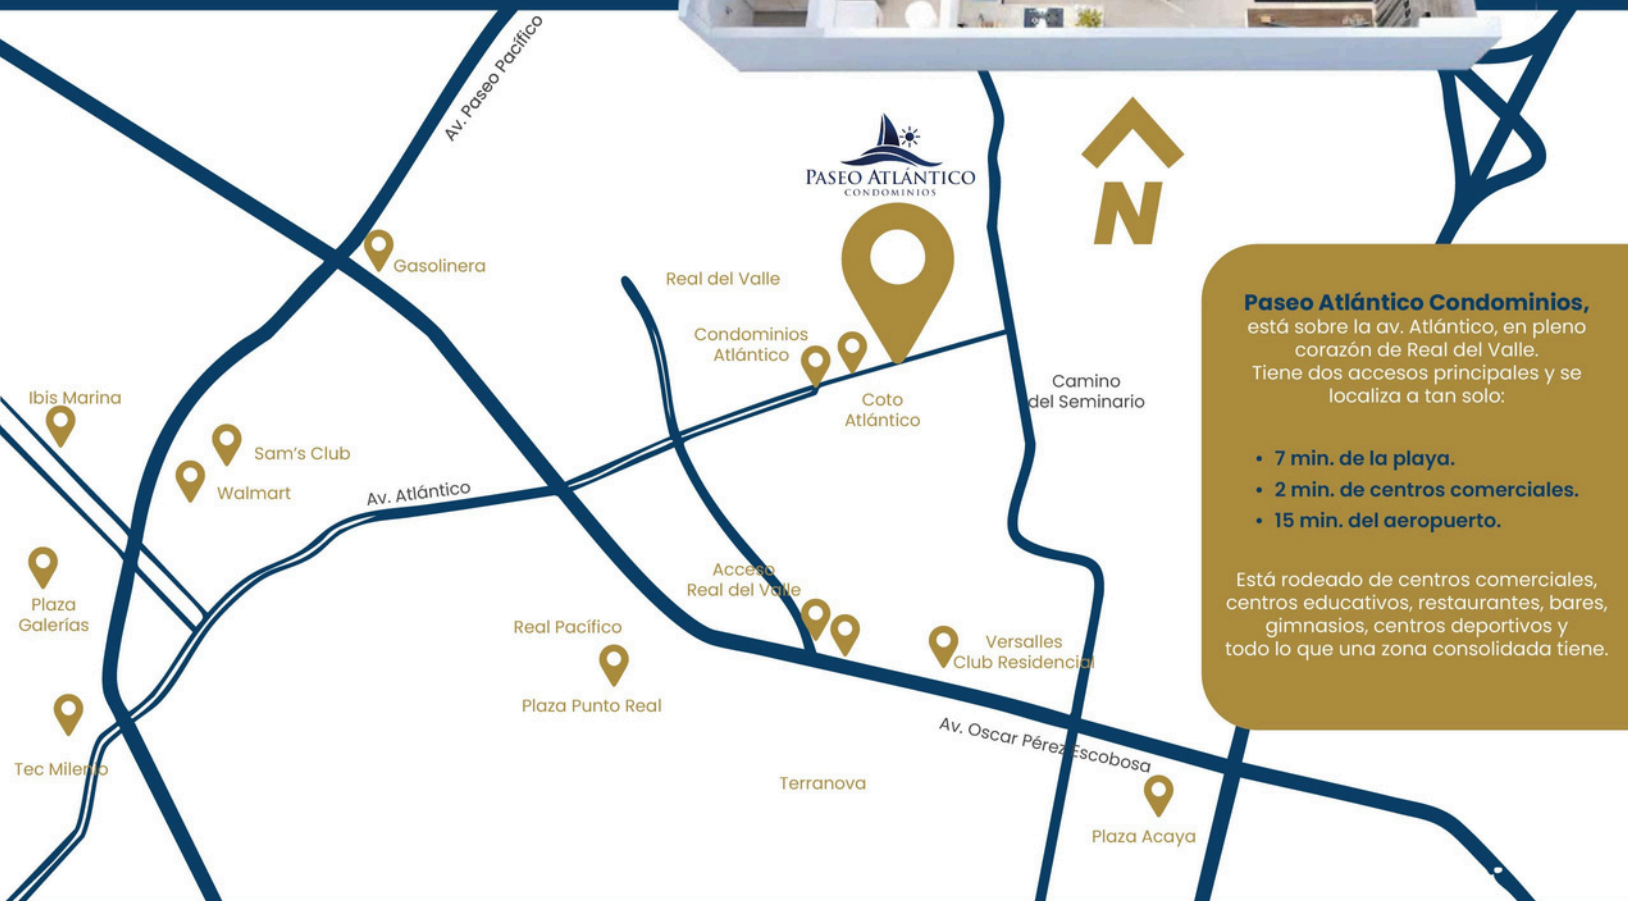 Av. Paseo Pacífico
PASEO ATLÁNTICO
CONDOMINIOS
N
Gasolinera
Real del Valle
Condominios
Atlántico
Coto
Atlántico
Camino
del Seminario
Ibis Marina
Sam's Club
Walmart
Av. Atlántico
Plaza
Galerías
Acceso
Real del Valle
Real Pacífico
Plaza Punto Real
Versalles
Club Residencial
Tec Milenio
Av. Oscar Pérez Escobosa
Terranova
Plaza Acaya
Paseo Atlántico Condominios,
está sobre la av. Atlántico, en pleno
corazón de Real del Valle.
Tiene dos accesos principales y se
localiza a tan solo:
• 7 min. de la playa.
• 2 min. de centros comerciales.
• 15 min. del aeropuerto.
Está rodeado de centros comerciales,
centros educativos, restaurantes, bares,
gimnasios, centros deportivos y
todo lo que una zona consolidada tiene.